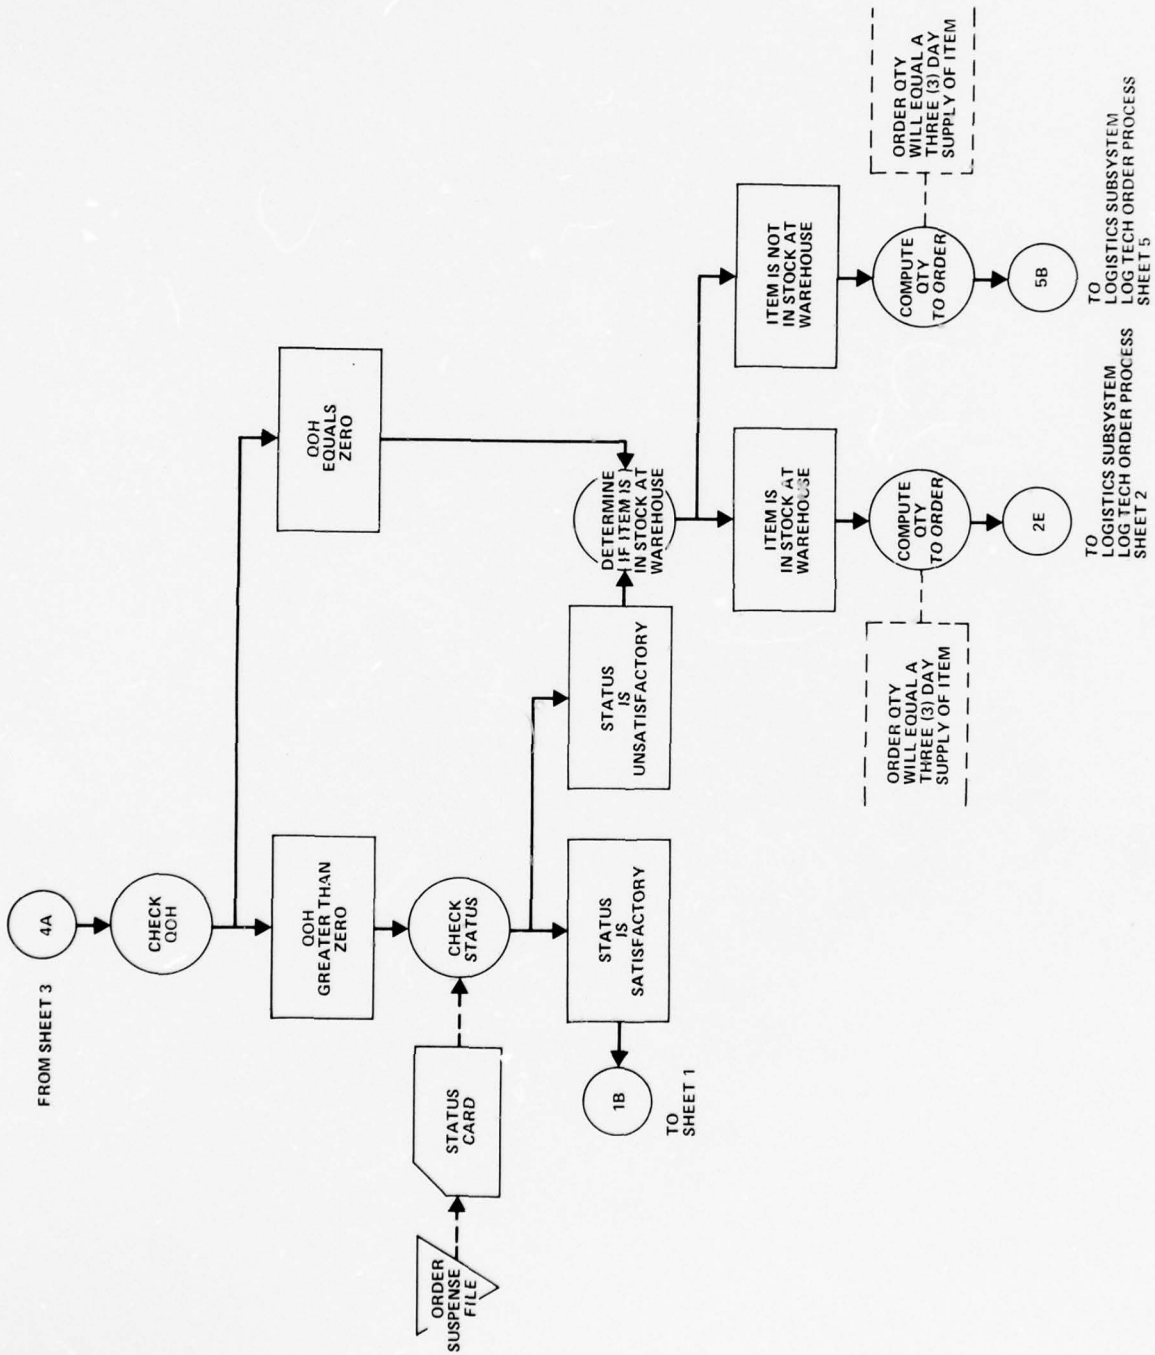 FROM SHEET 3
4A
CHECK
QOH
QOH
GREATER THAN
ZERO
QOH
EQUALS
ZERO
ORDER
SUSPENSE
FILE
STATUS
CARD
CHECK
STATUS
1B
TO
SHEET 1
STATUS
IS
SATISFACTORY
STATUS
IS
UNSATISFACTORY
DETERMINE
IF ITEM IS
IN STOCK AT
WAREHOUSE
ITEM IS
IN STOCK AT
WAREHOUSE
ITEM IS NOT
IN STOCK AT
WAREHOUSE
ORDER QTY
WILL EQUAL A
THREE (3) DAY
SUPPLY OF ITEM
COMPUTE
QTY
TO ORDER
COMPUTE
QTY
TO ORDER
ORDER QTY
WILL EQUAL A
THREE (3) DAY
SUPPLY OF ITEM
2E
TO
LOGISTICS SUBSYSTEM
LOG TECH ORDER PROCESS
SHEET 2
5B
TO
LOGISTICS SUBSYSTEM
LOG TECH ORDER PROCESS
SHEET 5